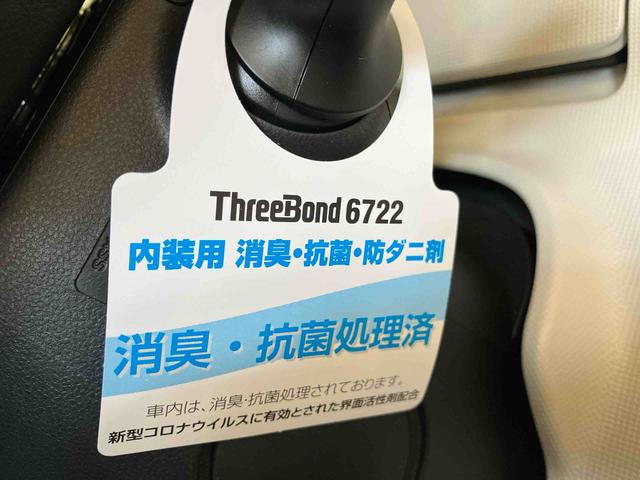 ThreeBond 6722
内装用 消臭・抗菌・防ダニ剤
消臭・抗菌処理済
車内は、消臭・抗菌処理されております。
新型コロナウイルスに有効とされた界面活性剤配合